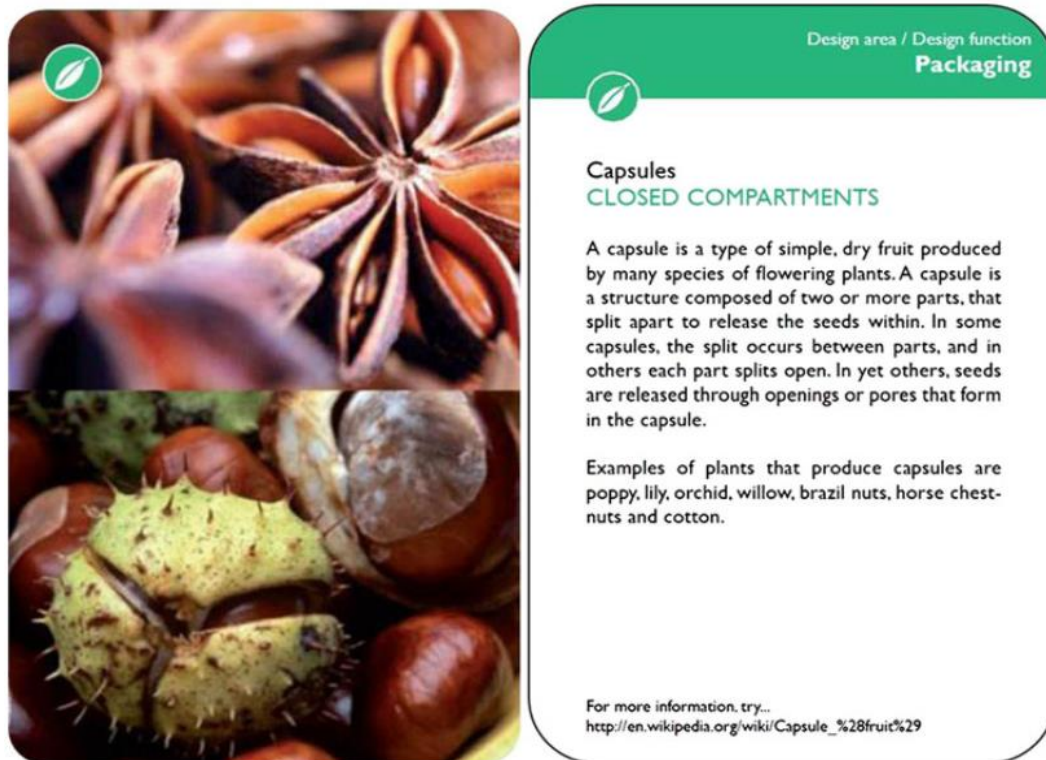 Design area / Design function
Packaging
Capsules
CLOSED COMPARTMENTS
A capsule is a type of simple, dry fruit produced
by many species of flowering plants. A capsule is
a structure composed of two or more parts, that
split apart to release the seeds within. In some
capsules, the split occurs between parts, and in
others each part splits open. In yet others, seeds
are released through openings or pores that form
in the capsule.
Examples of plants that produce capsules are
poppy, lily, orchid, willow, brazil nuts, horse chest-
nuts and cotton.
For more information, try...
http://en.wikipedia.org/wiki/Capsule_%28fruit%29